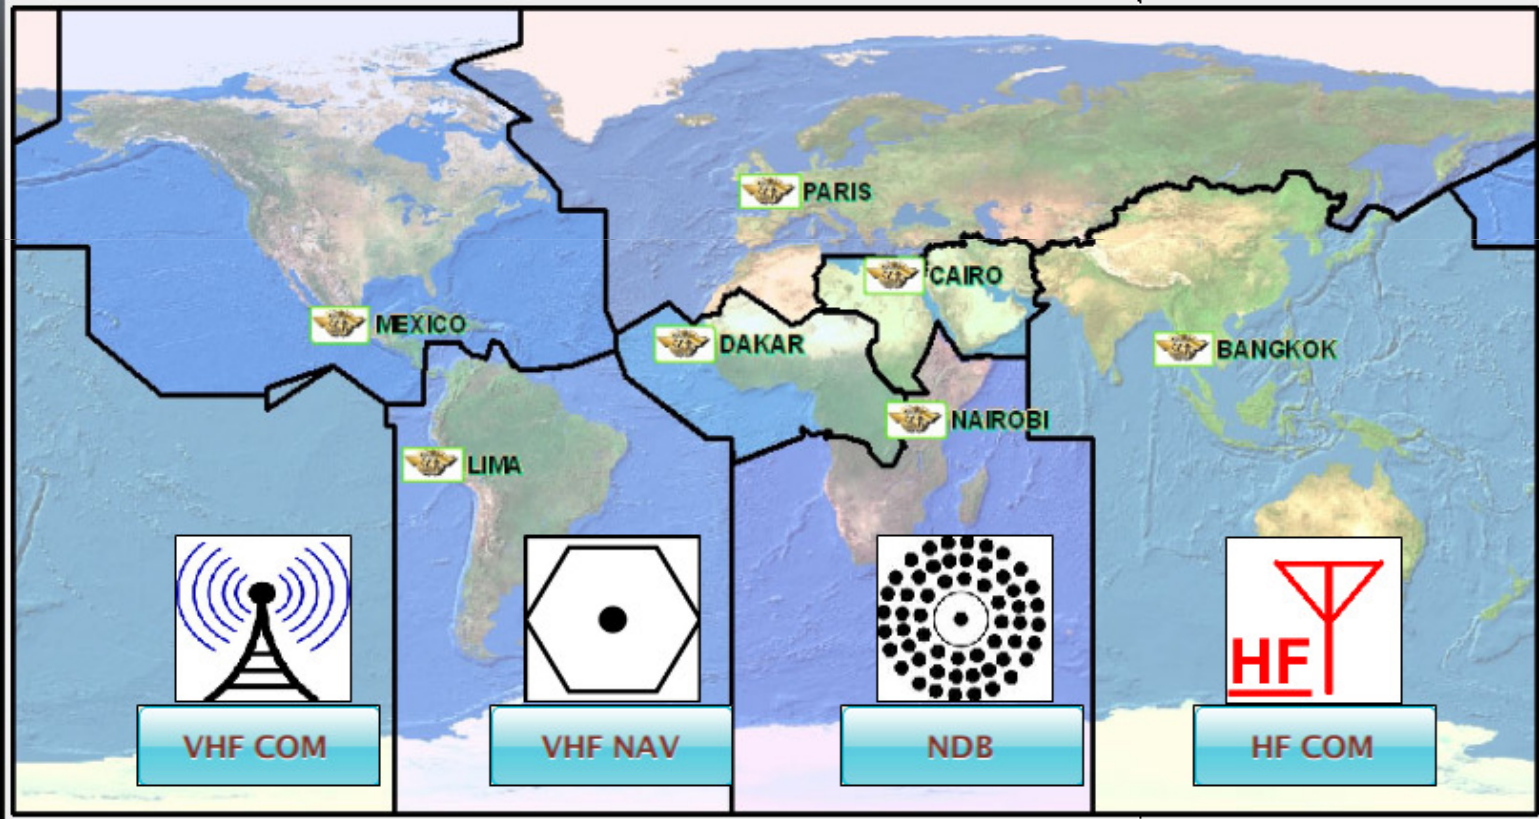 PARIS
CAIRO
MEXICO
DAKAR
BANGKOK
NAIROBI
LIMA
HF
VHF COM
VHF NAV
NDB
HF COM